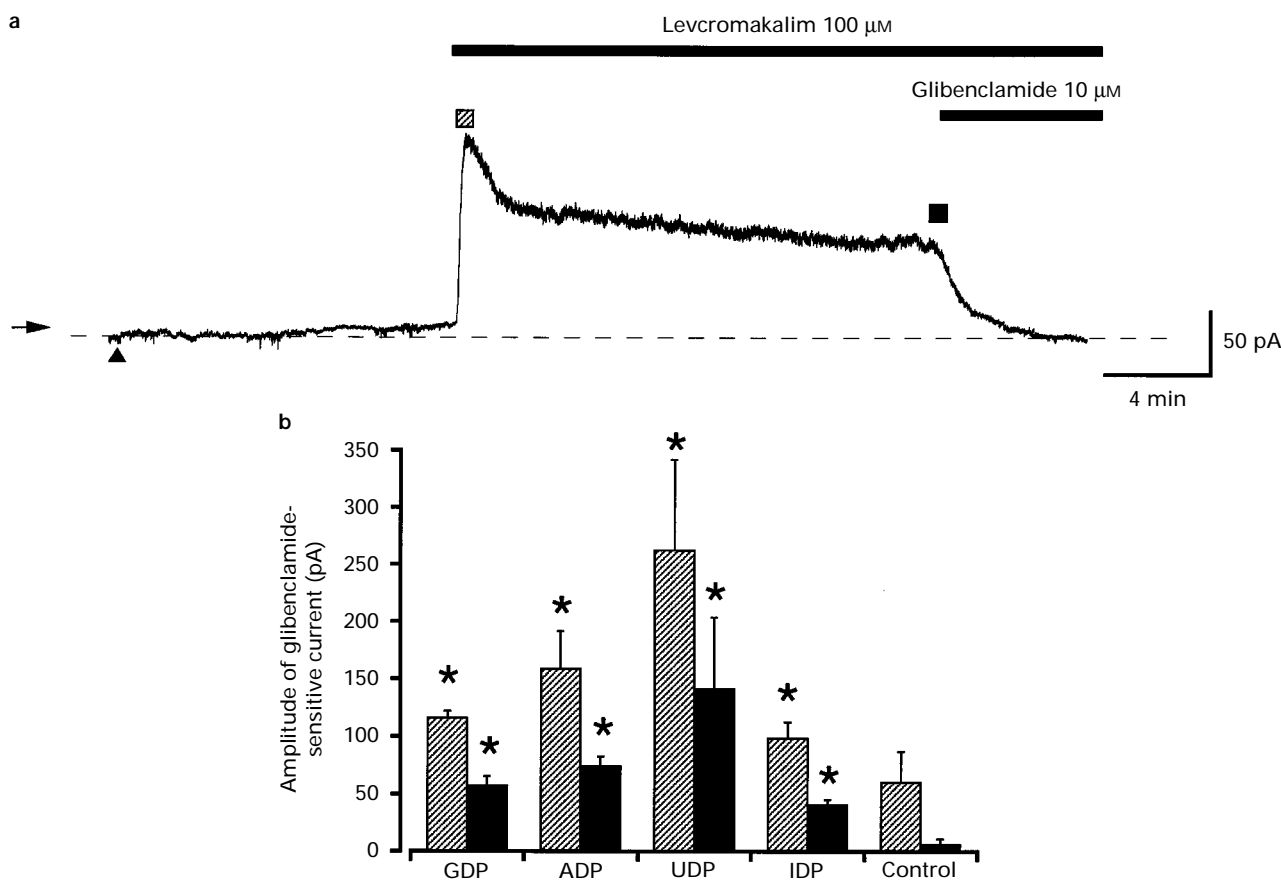 a
Levcromakalim 100 μM
Glibenclamide 10 μM
50 pA
4 min
b
Amplitude of glibenclamide-
sensitive current (pA)
350
300
250
200
150
100
50
0
* * * * * * * *
GDP ADP UDP IDP Control